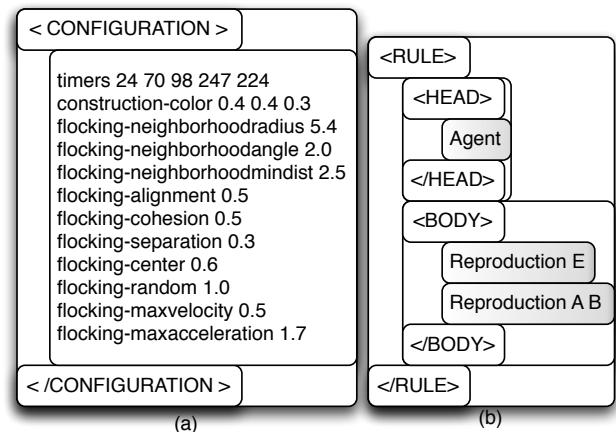 < CONFIGURATION >
timers 24 70 98 247 224
construction-color 0.4 0.4 0.3
flocking-neighborhoodradius 5.4
flocking-neighborhoodangle 2.0
flocking-neighborhoodmindist 2.5
flocking-alignment 0.5
flocking-cohesion 0.5
flocking-separation 0.3
flocking-center 0.6
flocking-random 1.0
flocking-maxvelocity 0.5
flocking-maxacceleration 1.7
< /CONFIGURATION >
(a)
<RULE>
<HEAD>
Agent
</HEAD>
<BODY>
Reproduction E
Reproduction A B
</BODY>
</RULE>
(b)